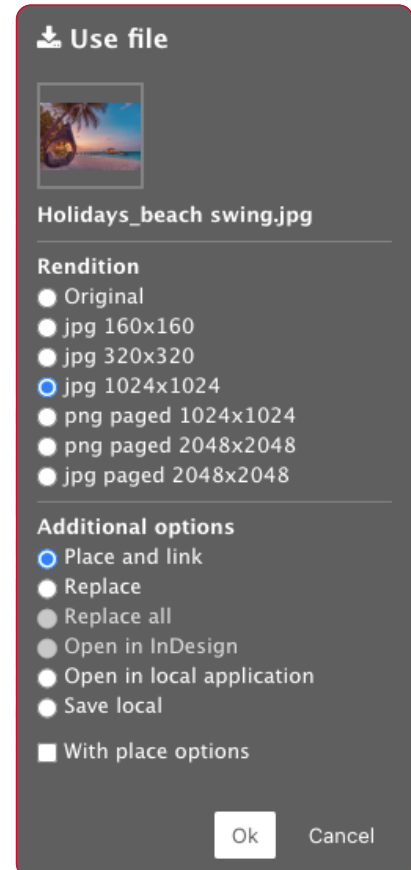 Use file
Holidays_beach swing.jpg
Rendition
Original
jpg 160x160
jpg 320x320
jpg 1024x1024
png paged 1024x1024
png paged 2048x2048
jpg paged 2048x2048
Additional options
Place and link
Replace
Replace all
Open in InDesign
Open in local application
Save local
With place options
Ok Cancel